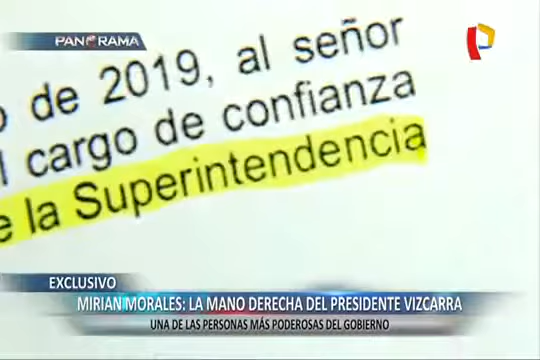 PANORAMA
o de 2019, al señor
l cargo de confianza
e la Superintendencia
EXCLUSIVO
MIRIAN MORALES: LA MANO DERECHA DEL PRESIDENTE VIZCARRA
UNA DE LAS PERSONAS MÁS PODEROSAS DEL GOBIERNO